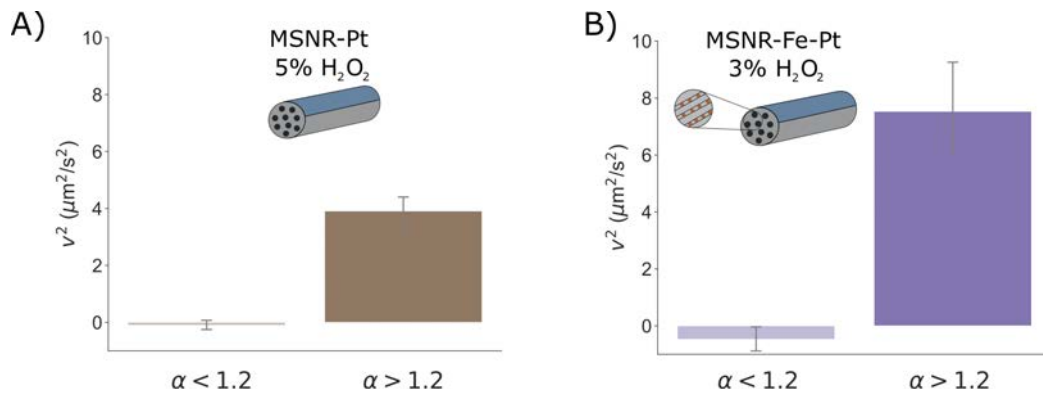 A)
MSNR-Pt
5% H₂O₂
10
8
6
4
2
0
v² (μm²/s²)
α < 1.2
α > 1.2
B)
MSNR-Fe-Pt
3% H₂O₂
10
8
6
4
2
0
v² (μm²/s²)
α < 1.2
α > 1.2